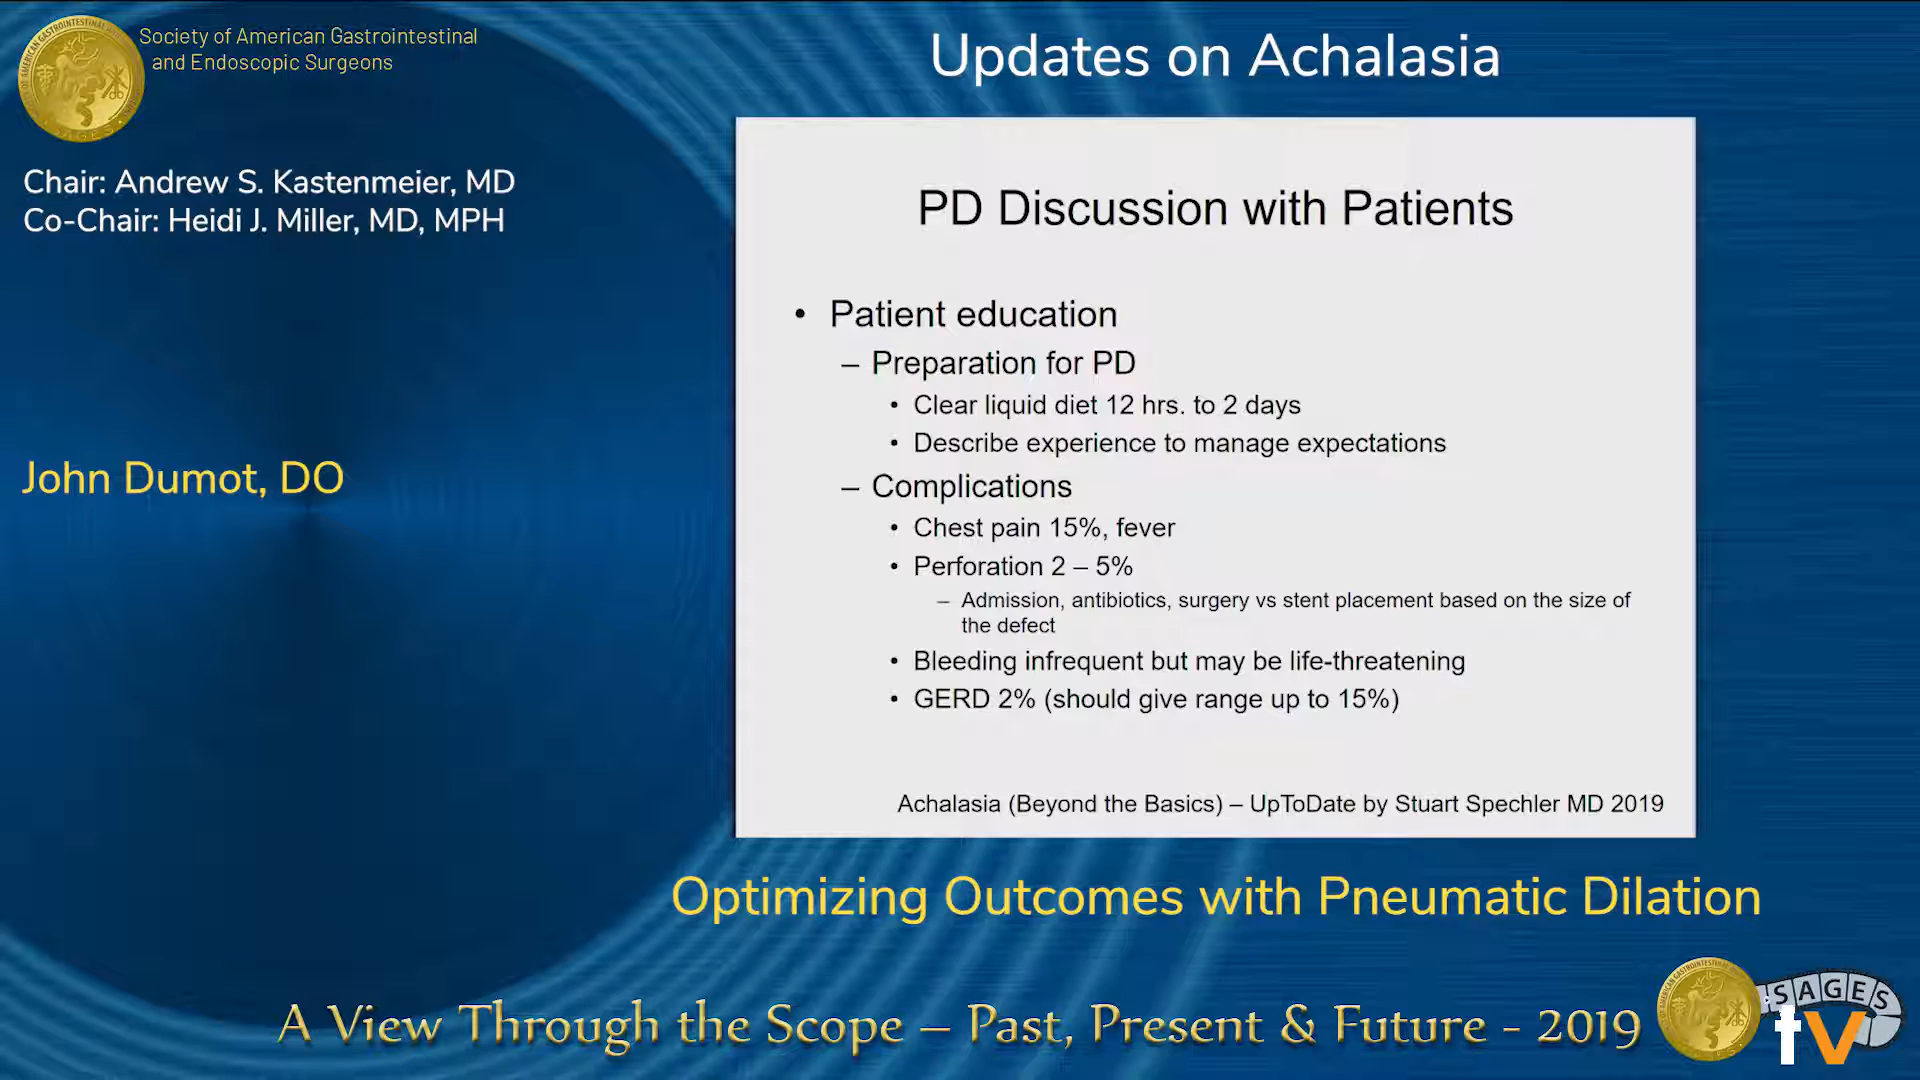 Society of American Gastrointestinal
and Endoscopic Surgeons
Updates on Achalasia
Chair: Andrew S. Kastenmeier, MD
Co-Chair: Heidi J. Miller, MD, MPH
John Dumot, DO
PD Discussion with Patients
• Patient education
– Preparation for PD
• Clear liquid diet 12 hrs. to 2 days
• Describe experience to manage expectations
– Complications
• Chest pain 15%, fever
• Perforation 2 – 5%
– Admission, antibiotics, surgery vs stent placement based on the size of
the defect
• Bleeding infrequent but may be life-threatening
• GERD 2% (should give range up to 15%)
Achalasia (Beyond the Basics) – UpToDate by Stuart Spechler MD 2019
Optimizing Outcomes with Pneumatic Dilation
A View Through the Scope – Past, Present & Future - 2019
SAGES
tv